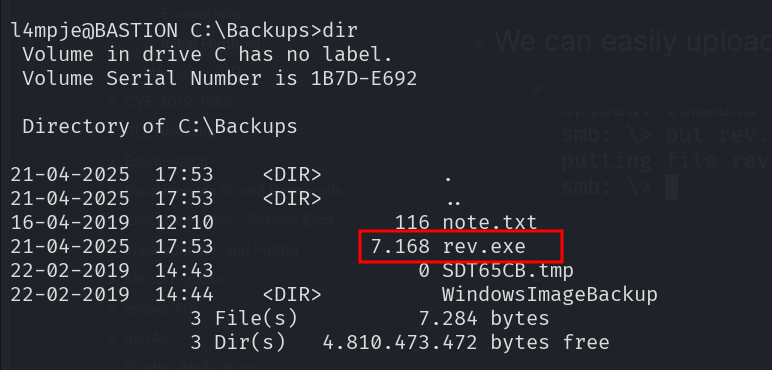 l4mpje@BASTION C:\Backups>dir
 Volume in drive C has no label.
 Volume Serial Number is 1B7D-E692

 Directory of C:\Backups

21-04-2025  17:53    <DIR>          .
21-04-2025  17:53    <DIR>          ..
16-04-2019  12:10               116 note.txt
21-04-2025  17:53             7.168 rev.exe
22-02-2019  14:43                 0 SDT65CB.tmp
22-02-2019  14:44    <DIR>          WindowsImageBackup
               3 File(s)          7.284 bytes
               3 Dir(s)   4.810.473.472 bytes free
We can easily upload
smb: \> put rev.
putting file rev
smb: \>
Enumeration
CVE-2019-1388